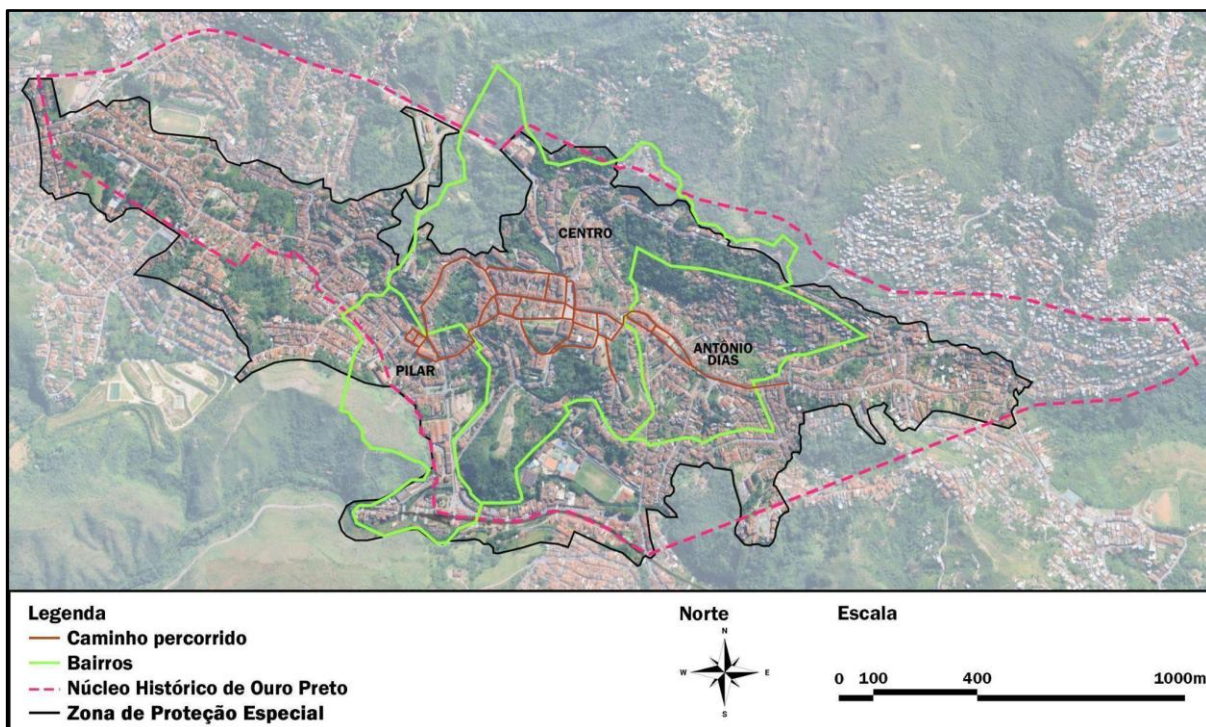 CENTRO
ANTÔNIO
DIAS
PILAR
Legenda
Caminho percorrido
Bairros
Núcleo Histórico de Ouro Preto
Zona de Proteção Especial
Norte
N
W
E
S
Escala
0 100 400 1000m